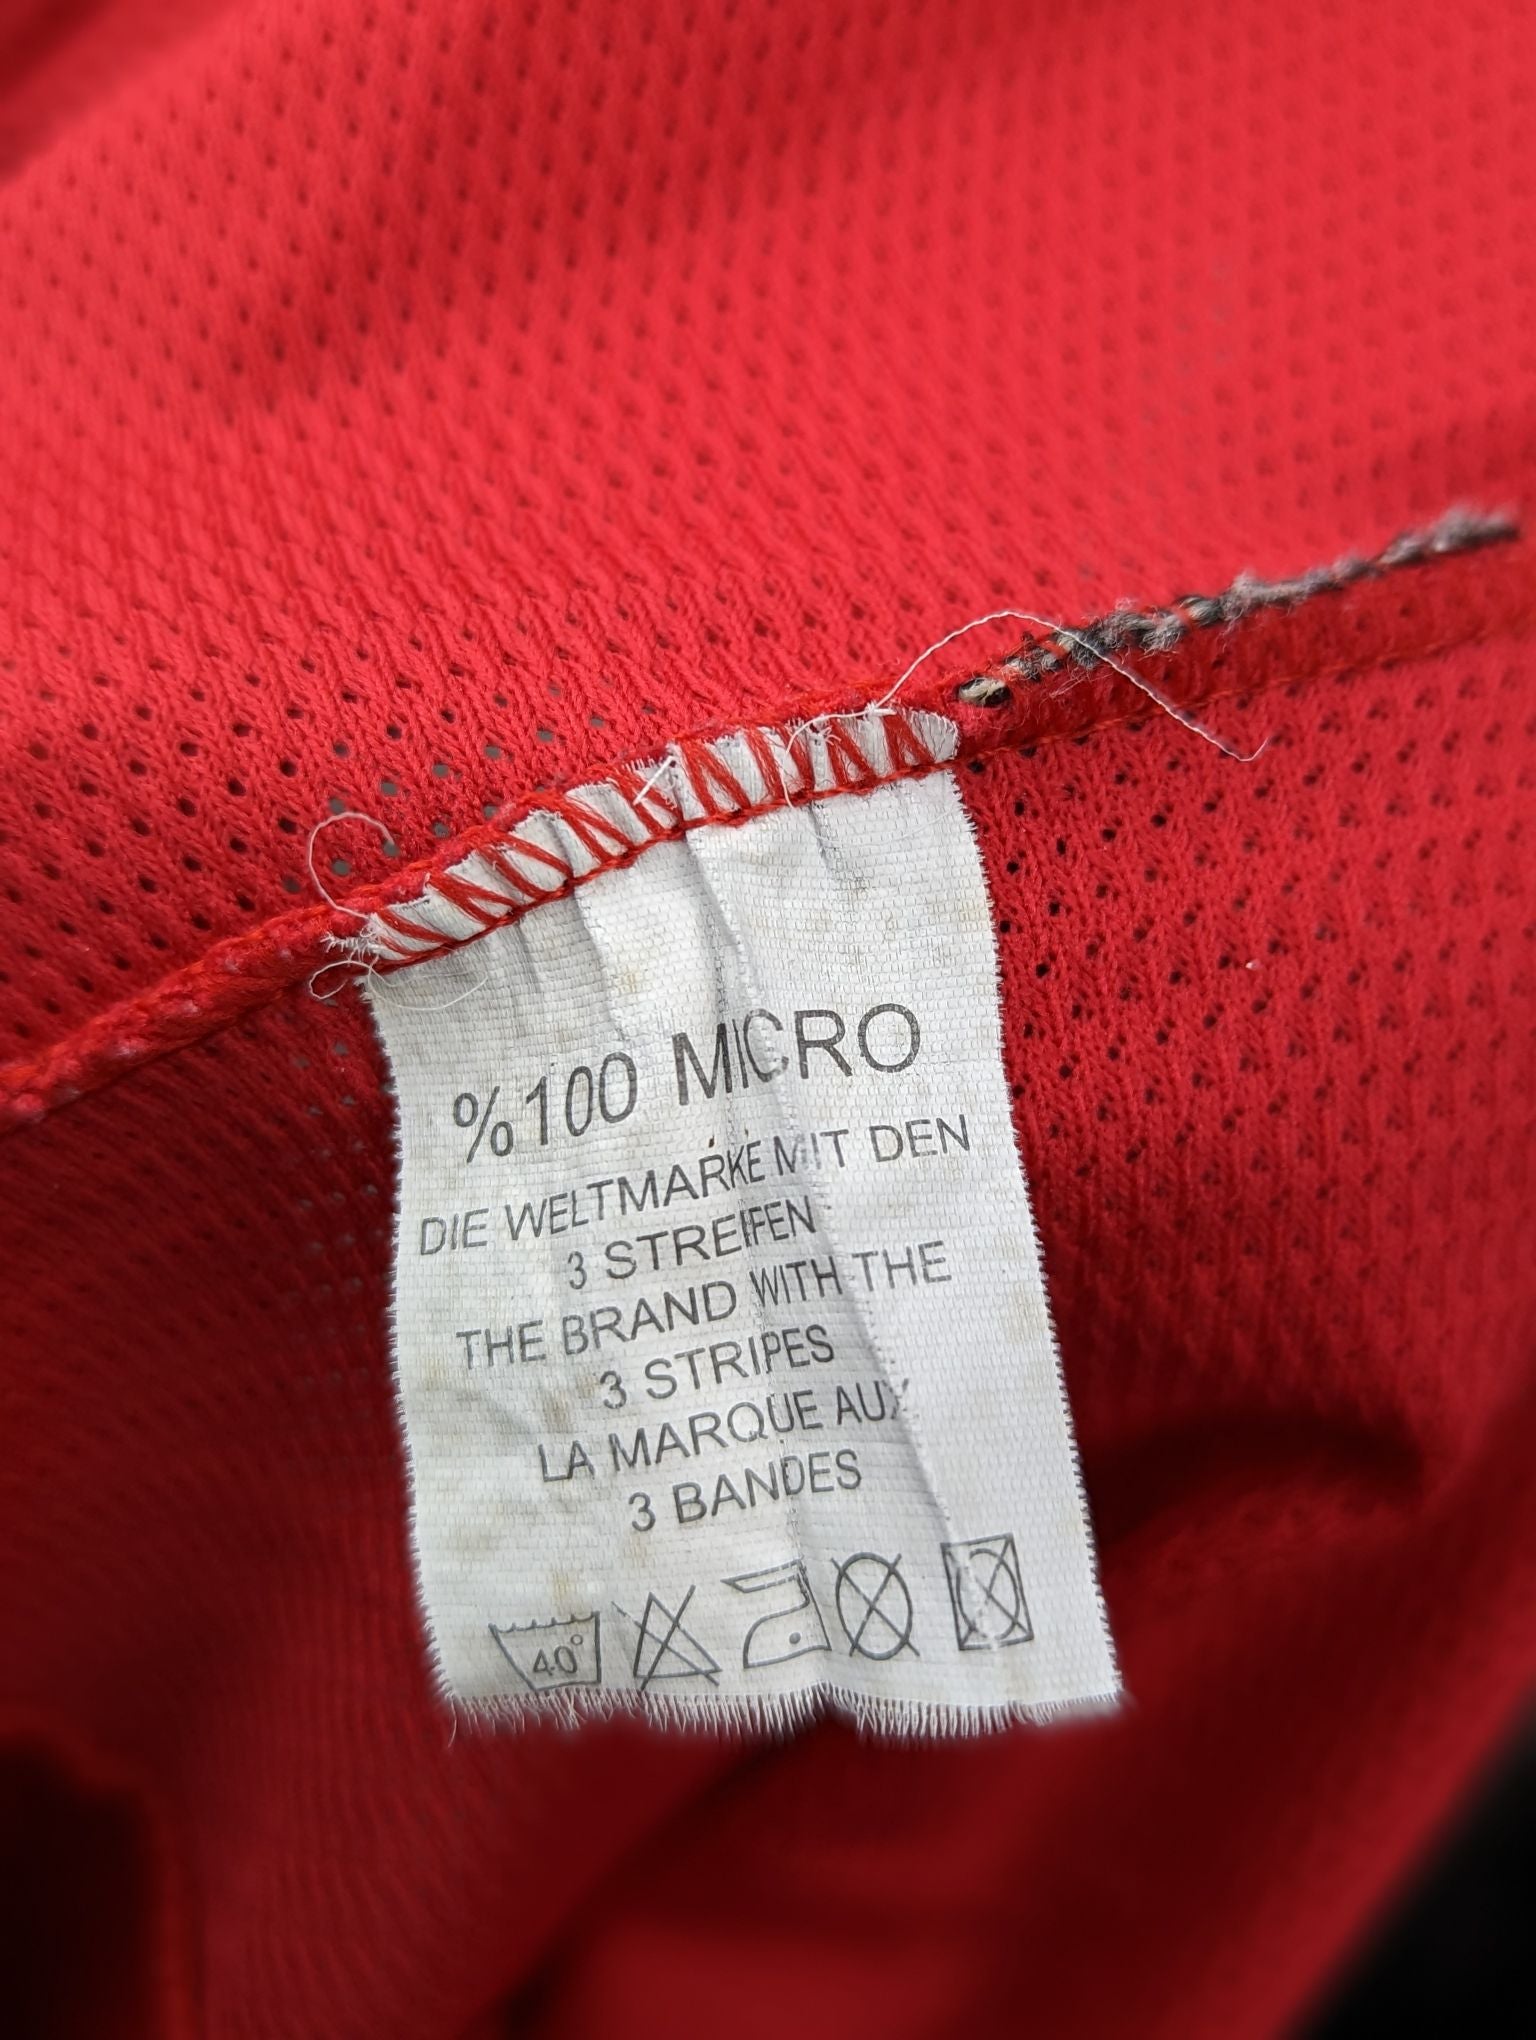 %100 MICRO
DIE WELTMARKE MIT DEN
3 STREIFEN
THE BRAND WITH THE
3 STRIPES
LA MARQUE AUX
3 BANDES
40°